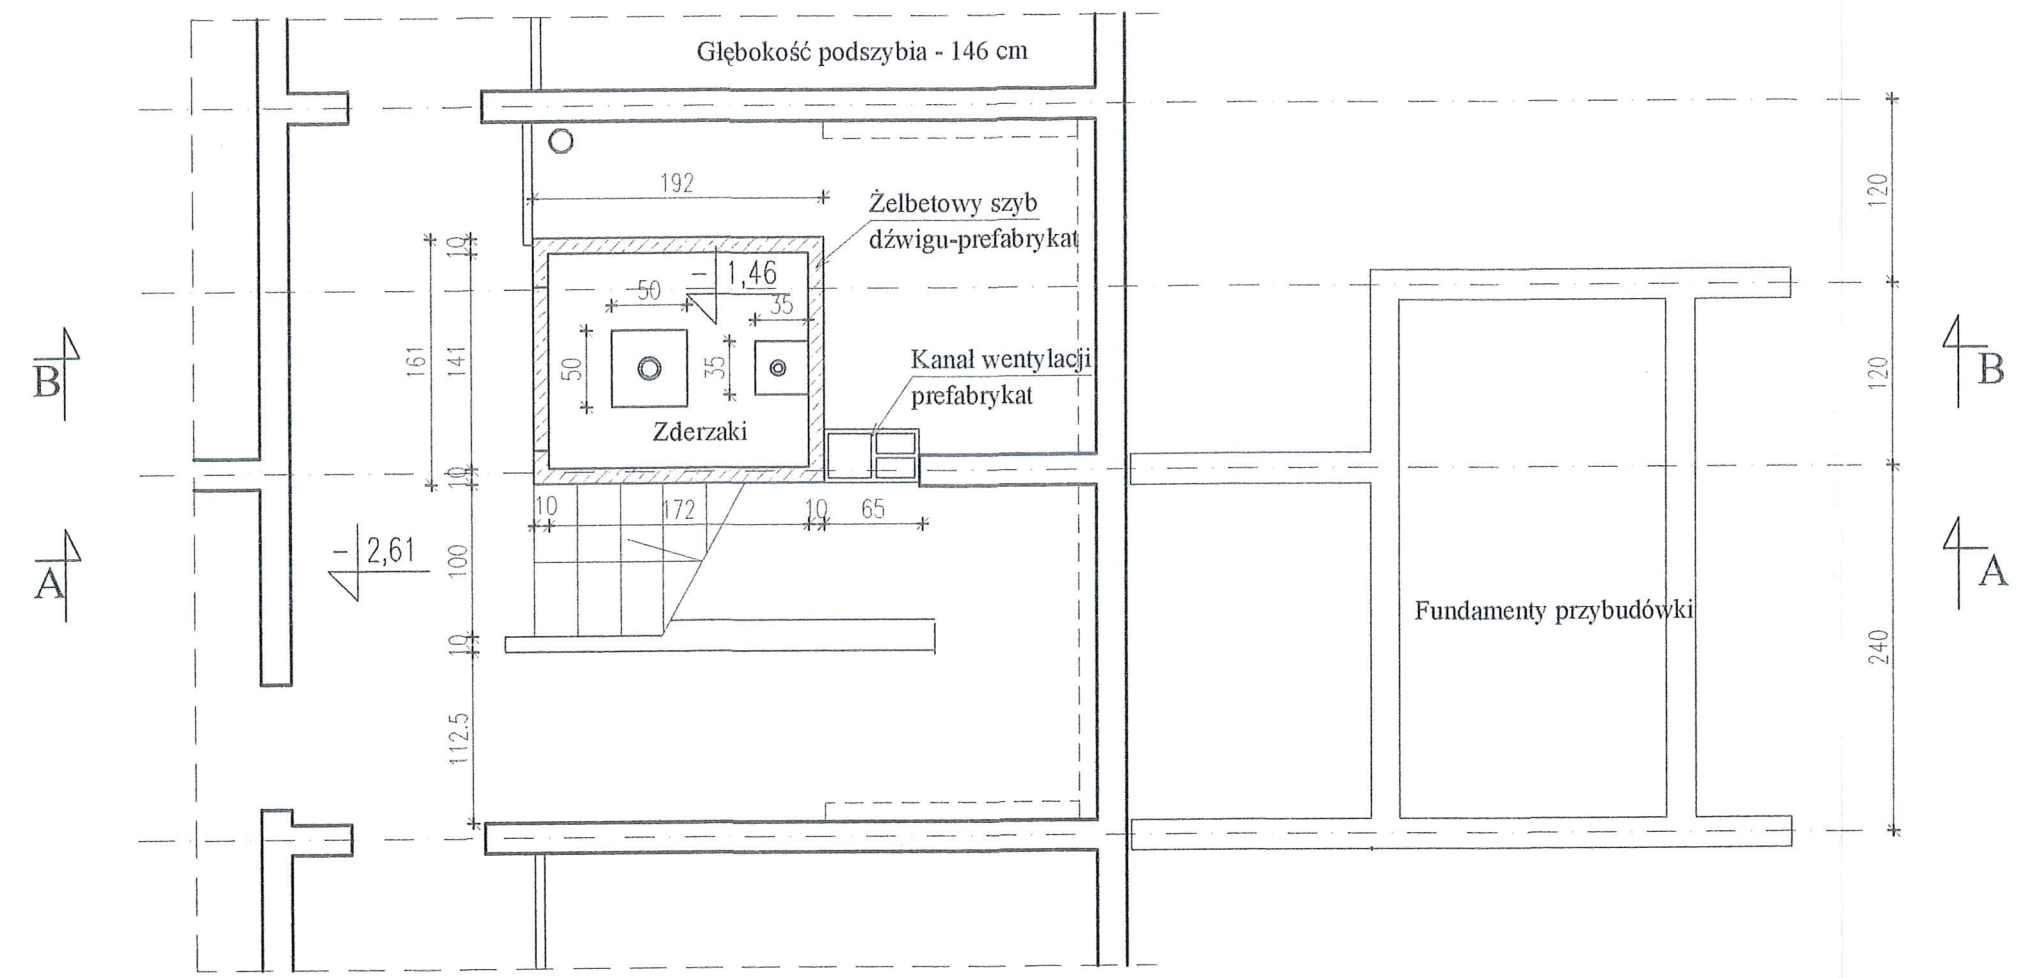 Głębokość podszybia - 146 cm
192
Żelbetowy szyb
dźwigu-prefabrykat
120
10
- 1,46
50
35
161
141
50
35
Kanał wentylacji
prefabrykat
B
B
120
Zderzaki
10
10
172
10
65
- 2,61
100
A
A
Fundamenty przybudówki
240
10
112.5